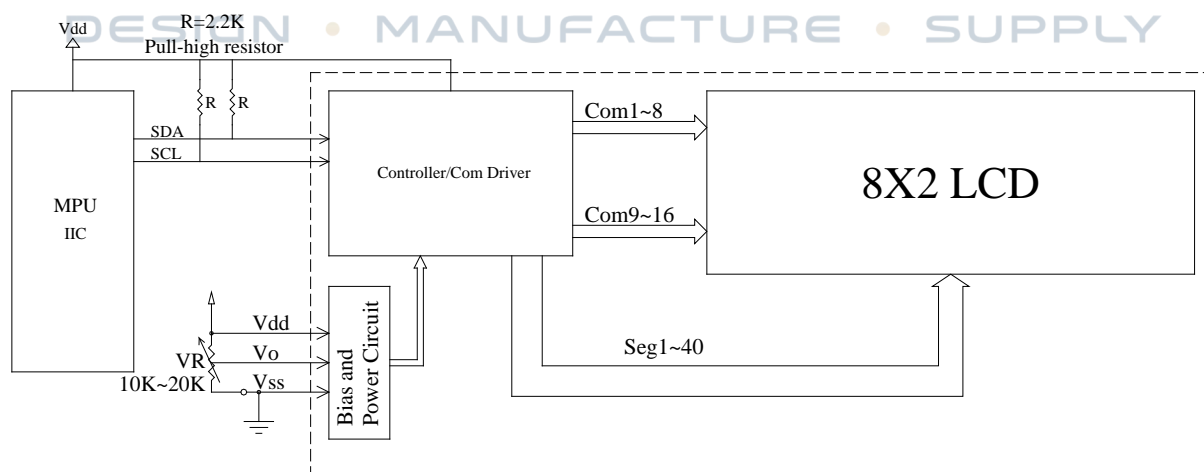 DESIGN • MANUFACTURE • SUPPLY
Vdd
R=2.2K
Pull-high resistor
R
R
SDA
SCL
MPU
IIC
Controller/Com Driver
Com1~8
Com9~16
8X2 LCD
Seg1~40
Vdd
Vo
Vss
VR
10K~20K
Bias and
Power Circuit